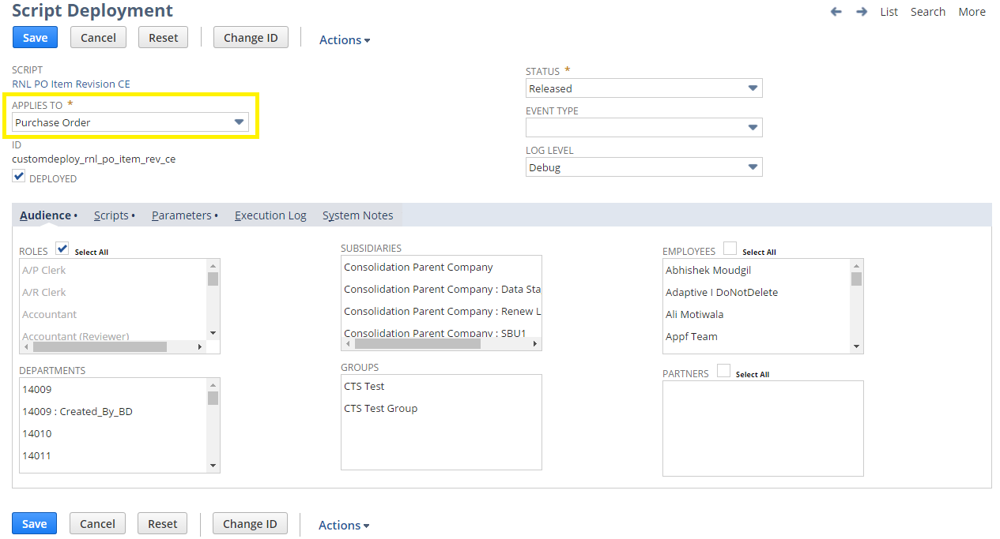 Script Deployment
List Search More
Save Cancel Reset Change ID Actions
SCRIPT
RNL PO Item Revision CE
APPLIES TO *
Purchase Order
ID
customdeploy_rnl_po_item_rev_ce
DEPLOYED
STATUS *
Released
EVENT TYPE
LOG LEVEL
Debug
Audience • Scripts • Parameters • Execution Log System Notes
ROLES Select All
A/P Clerk
A/R Clerk
Accountant
Accountant (Reviewer)
SUBSIDIARIES
Consolidation Parent Company
Consolidation Parent Company : Data Sta
Consolidation Parent Company : Renew L
Consolidation Parent Company : SBU1
EMPLOYEES Select All
Abhishek Moudgil
Adaptive I DoNotDelete
Ali Motiwala
Appf Team
DEPARTMENTS
14009
14009 : Created_By_BD
14010
14011
GROUPS
CTS Test
CTS Test Group
PARTNERS Select All
Save Cancel Reset Change ID Actions